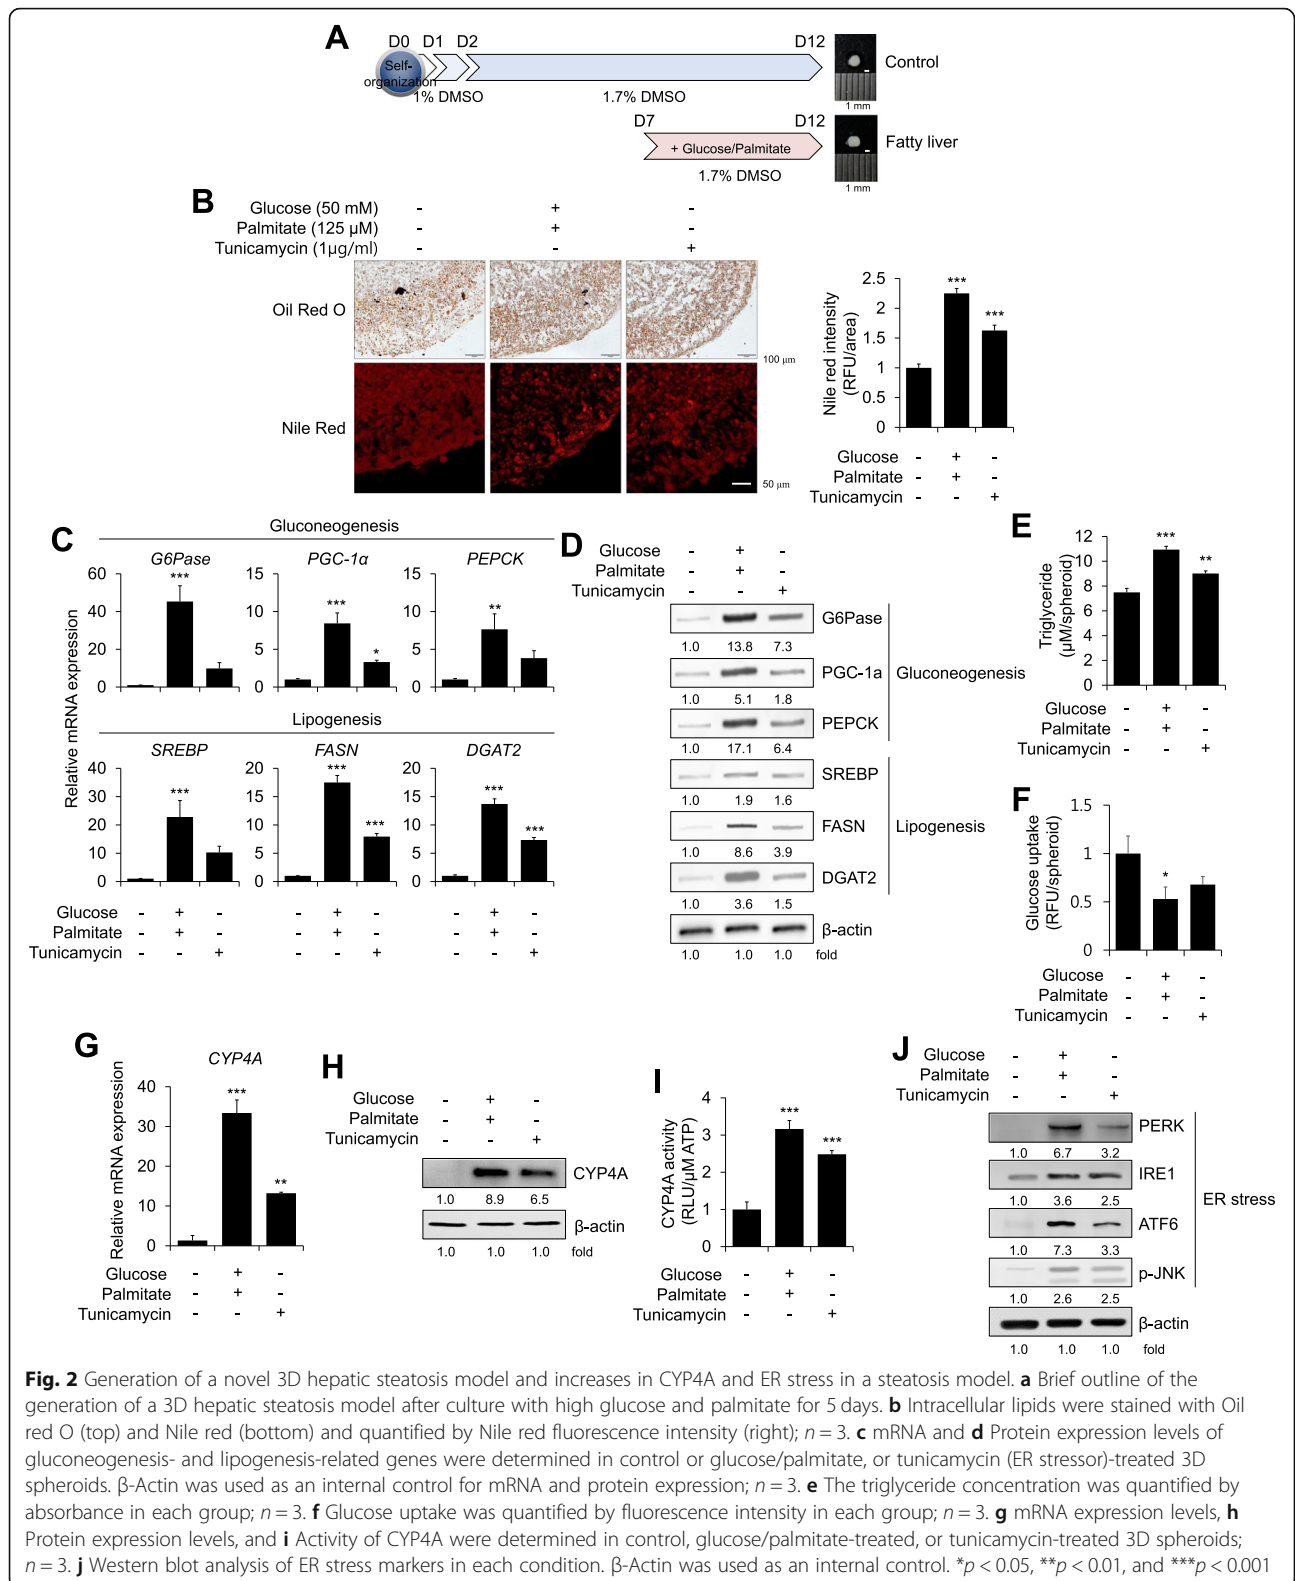 A
D0 D1 D2 D12
Self-organization
1% DMSO 1.7% DMSO
Control
1 mm
D7 D12
+ Glucose/Palmitate
1.7% DMSO
Fatty liver
1 mm
B
Glucose (50 mM) - + -
Palmitate (125 µM) - + -
Tunicamycin (1µg/ml) - - +
Oil Red O
100 µm
Nile Red
50 µm
Nile red intensity
(RFU/area)
2.5
2
1.5
1
0.5
0
*** ***
Glucose - + -
Palmitate - + -
Tunicamycin - - +
C
Relative mRNA expression
Gluconeogenesis
G6Pase PGC-1α PEPCK
60 40 20 0
***
15 10 5 0
*** *
15 10 5 0
**
Lipogenesis
SREBP FASN DGAT2
40 30 20 10 0
***
20 15 10 5 0
*** ***
20 15 10 5 0
*** ***
Glucose - + - - + - - + -
Palmitate - + - - + - - + -
Tunicamycin - - + - - + - - +
D
Glucose - + -
Palmitate - + -
Tunicamycin - - +
G6Pase
1.0 13.8 7.3
PGC-1a
1.0 5.1 1.8
PEPCK
1.0 17.1 6.4
Gluconeogenesis
SREBP
1.0 1.9 1.6
FASN
1.0 8.6 3.9
DGAT2
1.0 3.6 1.5
Lipogenesis
β-actin
1.0 1.0 1.0 fold
E
Triglyceride
(µM/spheroid)
12
10
8
6
4
2
0
*** **
Glucose - + -
Palmitate - + -
Tunicamycin - - +
F
Glucose uptake
(RFU/spheroid)
1.5
1
0.5
0
*
Glucose - + -
Palmitate - + -
Tunicamycin - - +
G
CYP4A
Relative mRNA expression
40
30
20
10
0
*** **
Glucose - + -
Palmitate - + -
Tunicamycin - - +
H
Glucose - + -
Palmitate - + -
Tunicamycin - - +
CYP4A
1.0 8.9 6.5
β-actin
1.0 1.0 1.0 fold
I
CYP4A activity
(RLU/µM ATP)
4
3
2
1
0
*** ***
Glucose - + -
Palmitate - + -
Tunicamycin - - +
J
Glucose - + -
Palmitate - + -
Tunicamycin - - +
PERK
1.0 6.7 3.2
IRE1
1.0 3.6 2.5
ATF6
1.0 7.3 3.3
p-JNK
1.0 2.6 2.5
ER stress
β-actin
1.0 1.0 1.0 fold
Fig. 2 Generation of a novel 3D hepatic steatosis model and increases in CYP4A and ER stress in a steatosis model. a Brief outline of the
generation of a 3D hepatic steatosis model after culture with high glucose and palmitate for 5 days. b Intracellular lipids were stained with Oil
red O (top) and Nile red (bottom) and quantified by Nile red fluorescence intensity (right); n = 3. c mRNA and d Protein expression levels of
gluconeogenesis- and lipogenesis-related genes were determined in control or glucose/palmitate, or tunicamycin (ER stressor)-treated 3D
spheroids. β-Actin was used as an internal control for mRNA and protein expression; n = 3. e The triglyceride concentration was quantified by
absorbance in each group; n = 3. f Glucose uptake was quantified by fluorescence intensity in each group; n = 3. g mRNA expression levels, h
Protein expression levels, and i Activity of CYP4A were determined in control, glucose/palmitate-treated, or tunicamycin-treated 3D spheroids;
n = 3. j Western blot analysis of ER stress markers in each condition. β-Actin was used as an internal control. *p < 0.05, **p < 0.01, and ***p < 0.001